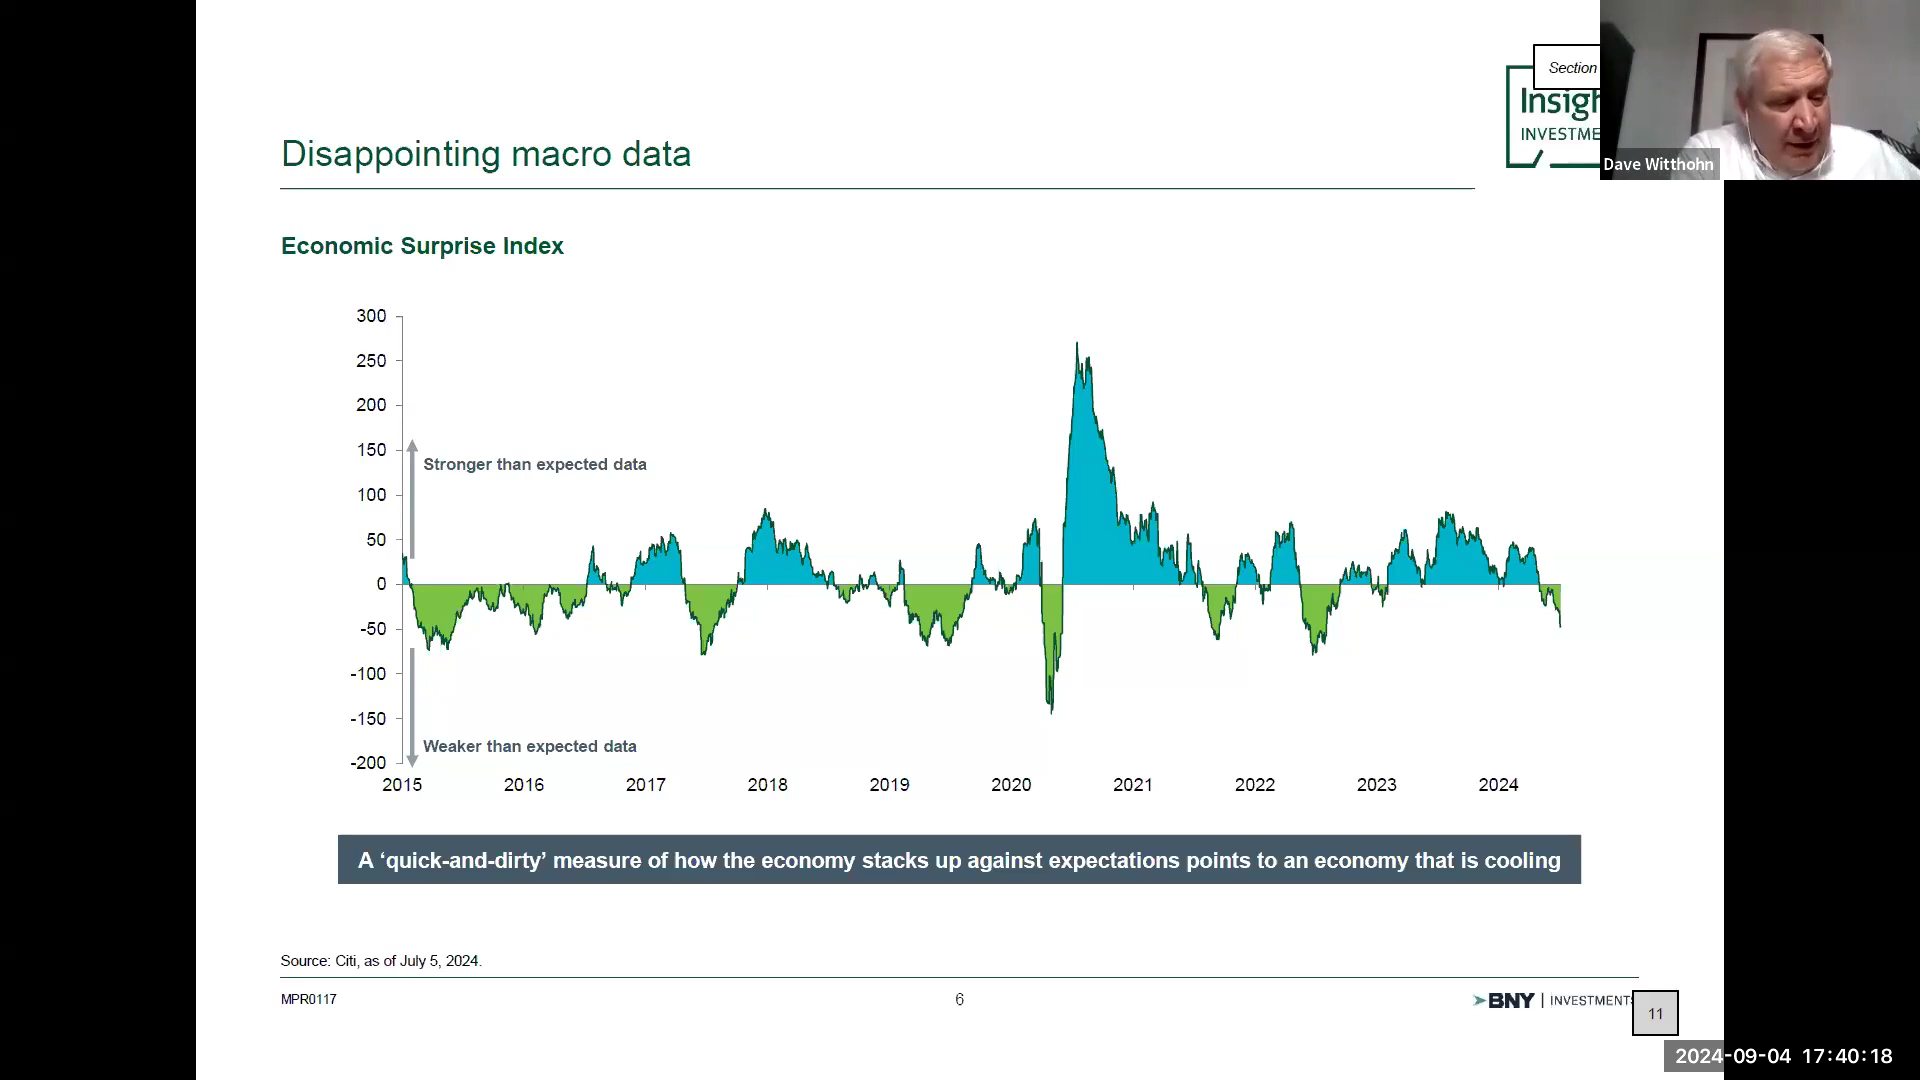 Section
Insigh
INVESTME
Dave Witthohn
Disappointing macro data
Economic Surprise Index
300
250
200
150
100
50
0
-50
-100
-150
-200
Stronger than expected data
Weaker than expected data
2015 2016 2017 2018 2019 2020 2021 2022 2023 2024
A ‘quick-and-dirty’ measure of how the economy stacks up against expectations points to an economy that is cooling
Source: Citi, as of July 5, 2024.
MPR0117
6
BNY | INVESTMENTS
11
2024-09-04 17:40:18